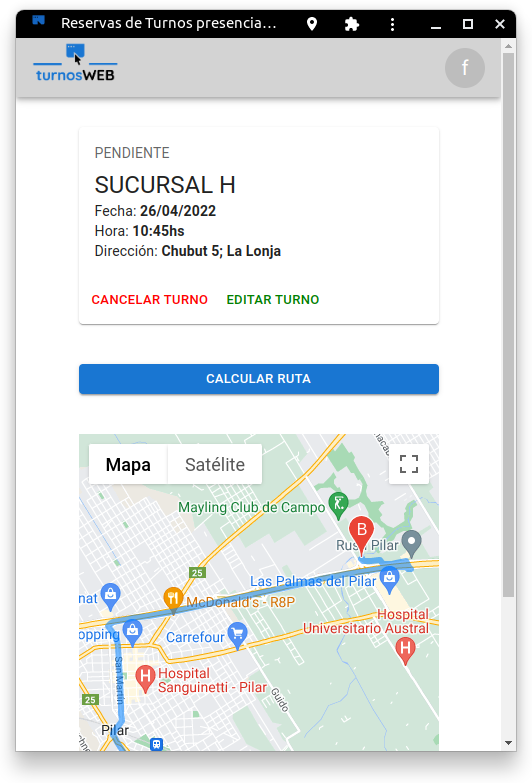 Reservas de Turnos presencia...
turnosWEB
f
PENDIENTE
SUCURSAL H
Fecha: 26/04/2022
Hora: 10:45hs
Dirección: Chubut 5; La Lonja
CANCELAR TURNO EDITAR TURNO
CALCULAR RUTA
Mapa Satélite
Mayling Club de Campo
B
Pilar
25
Las Palmas del Pilar
nat
McDonald's - R8P
Hospital
Universitario Austral
opping
Carrefour
H
San Martín
H
Hospital
Sanguinetti - Pilar
25
Guido
Pilar